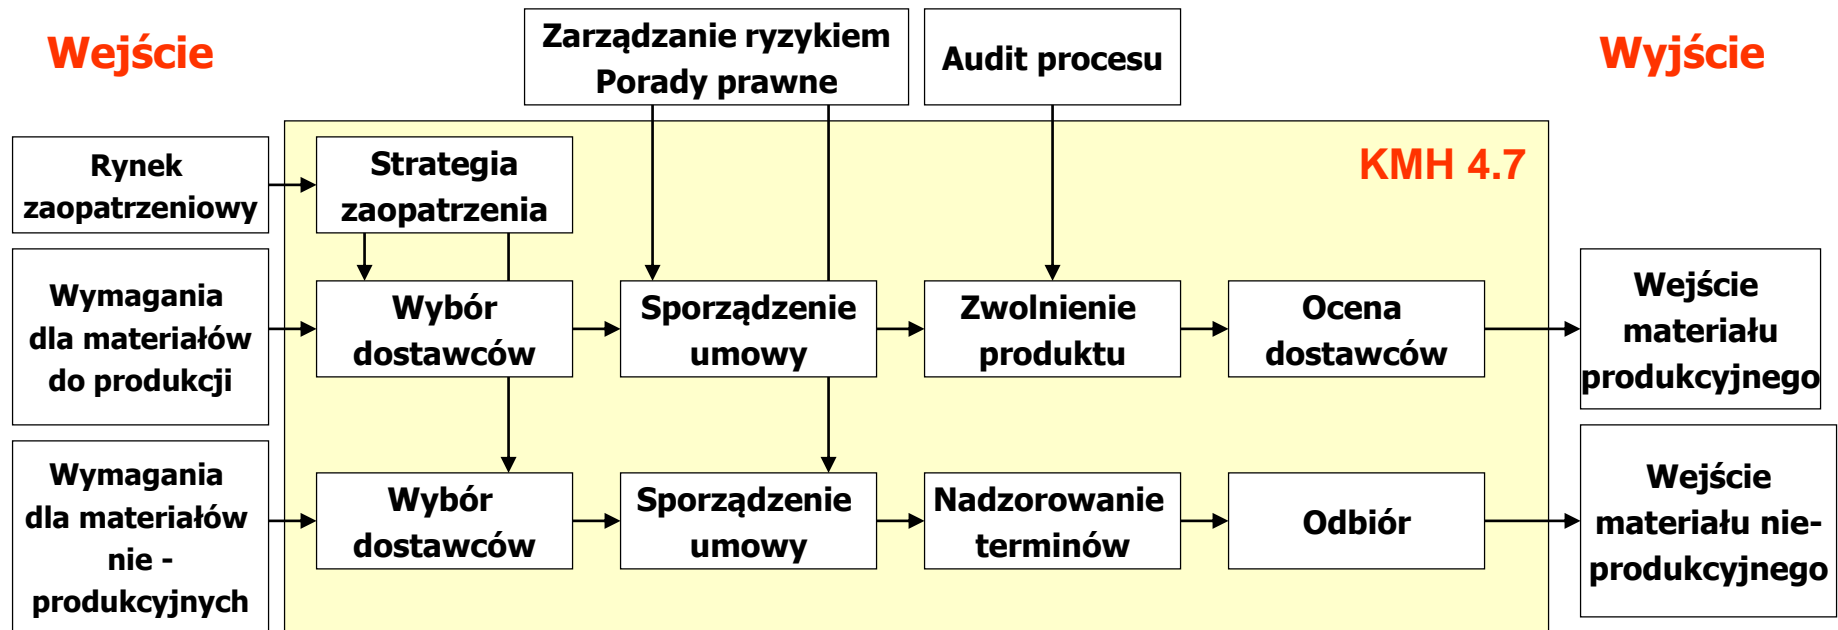 Wejście
Zarządzanie ryzykiem
Porady prawne
Audit procesu
Wyjście
Rynek
zaopatrzeniowy
Strategia
zaopatrzenia
KMH 4.7
Wymagania
dla materiałów
do produkcji
Wybór
dostawców
Sporządzenie
umowy
Zwolnienie
produktu
Ocena
dostawców
Wejście
materiału
produkcyjnego
Wymagania
dla materiałów
nie -
produkcyjnych
Wybór
dostawców
Sporządzenie
umowy
Nadzorowanie
terminów
Odbiór
Wejście
materiału nie-
produkcyjnego